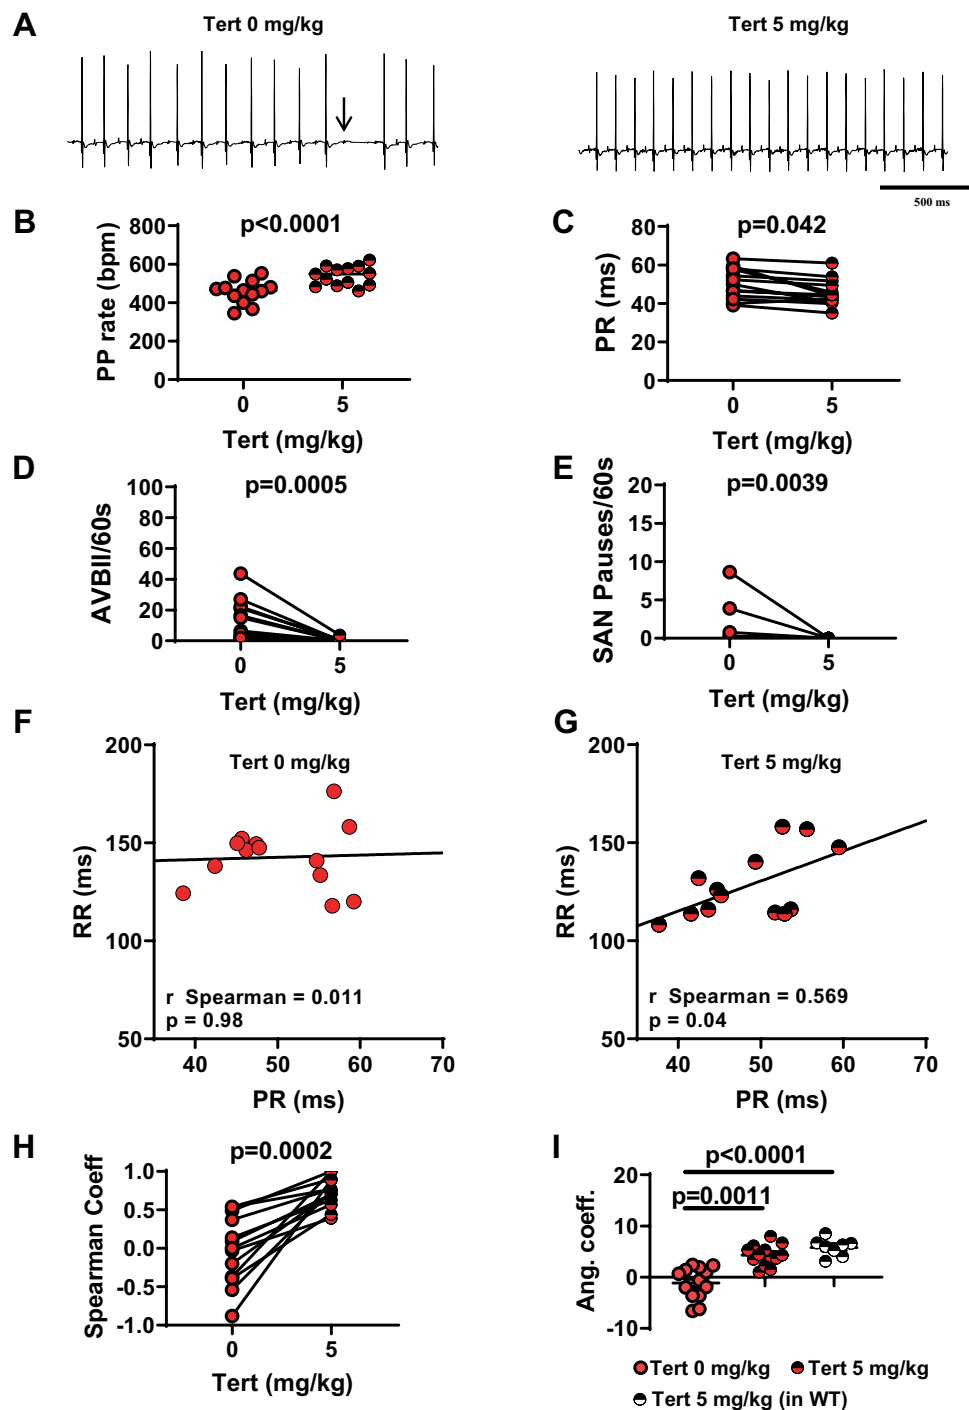 A
Tert 0 mg/kg
Tert 5 mg/kg
500 ms
B
p<0.0001
PP rate (bpm)
800
600
400
200
0
0
5
Tert (mg/kg)
C
p=0.042
PR (ms)
80
60
40
20
0
0
5
Tert (mg/kg)
D
p=0.0005
AVBII/60s
100
80
60
40
20
0
0
5
Tert (mg/kg)
E
p=0.0039
SAN Pauses/60s
20
15
10
5
0
0
5
Tert (mg/kg)
F
Tert 0 mg/kg
RR (ms)
200
150
100
50
r Spearman = 0.011
p = 0.98
40
50
60
70
PR (ms)
G
Tert 5 mg/kg
RR (ms)
200
150
100
50
r Spearman = 0.569
p = 0.04
40
50
60
70
PR (ms)
H
p=0.0002
Spearman Coeff
1.0
0.5
0.0
-0.5
-1.0
0
5
Tert (mg/kg)
I
p<0.0001
p=0.0011
Ang. coeff.
20
10
0
-10
Tert 0 mg/kg
Tert 5 mg/kg
Tert 5 mg/kg (in WT)